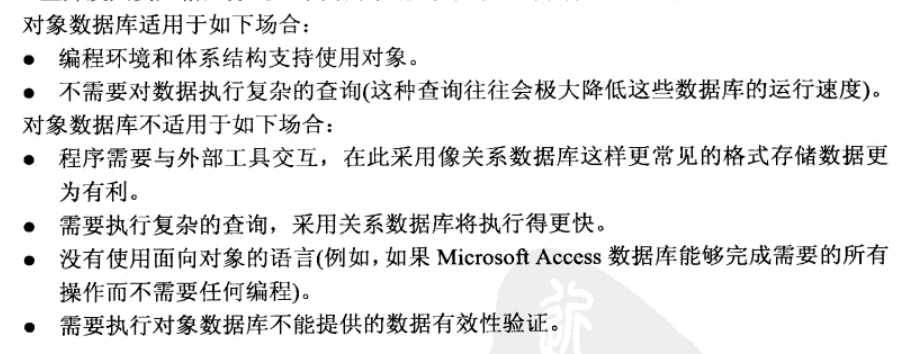 对象数据库适用于如下场合：
● 编程环境和体系结构支持使用对象。
● 不需要对数据执行复杂的查询(这种查询往往会极大降低这些数据库的运行速度)。
对象数据库不适用于如下场合：
● 程序需要与外部工具交互，在此采用像关系数据库这样更常见的格式存储数据更
为有利。
● 需要执行复杂的查询，采用关系数据库将执行得更快。
● 没有使用面向对象的语言(例如，如果 Microsoft Access 数据库能够完成需要的所有
操作而不需要任何编程)。
● 需要执行对象数据库不能提供的数据有效性验证。